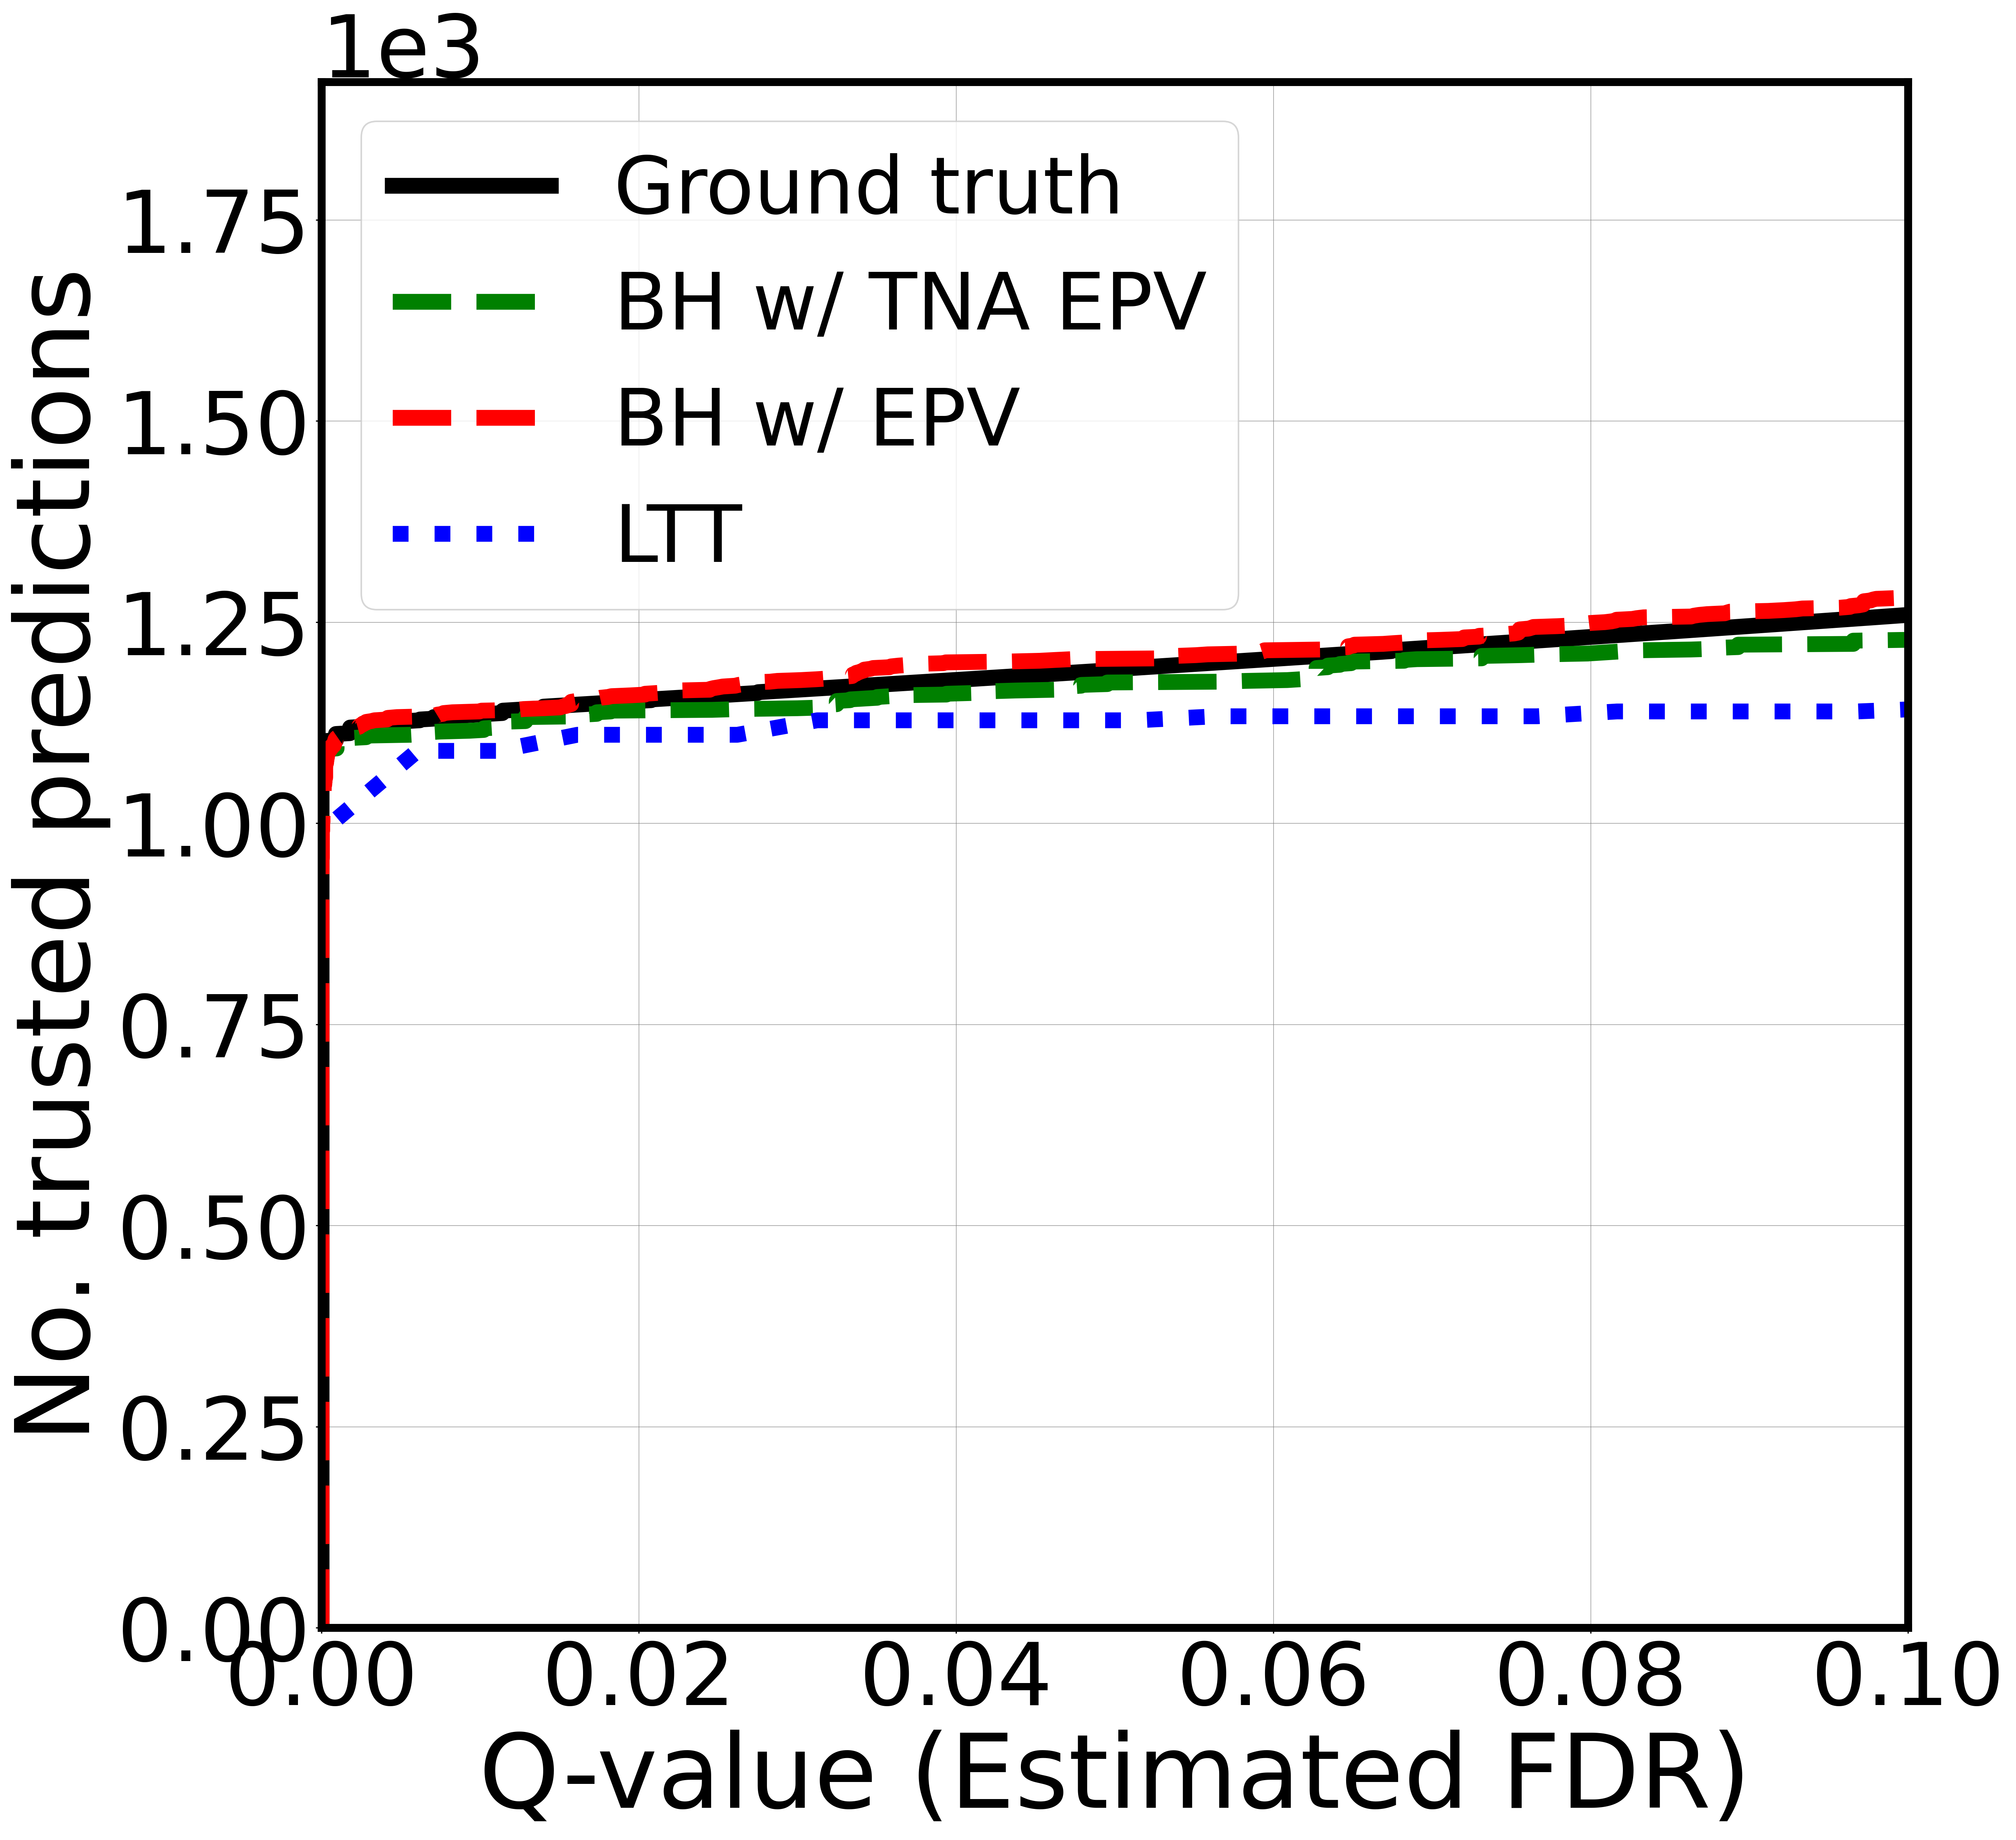 1e3
No. trusted predictions
1.75
1.50
1.25
1.00
0.75
0.50
0.25
0.00
Ground truth
BH w/ TNA EPV
BH w/ EPV
LTT
0.00 0.02 0.04 0.06 0.08 0.10
Q-value (Estimated FDR)